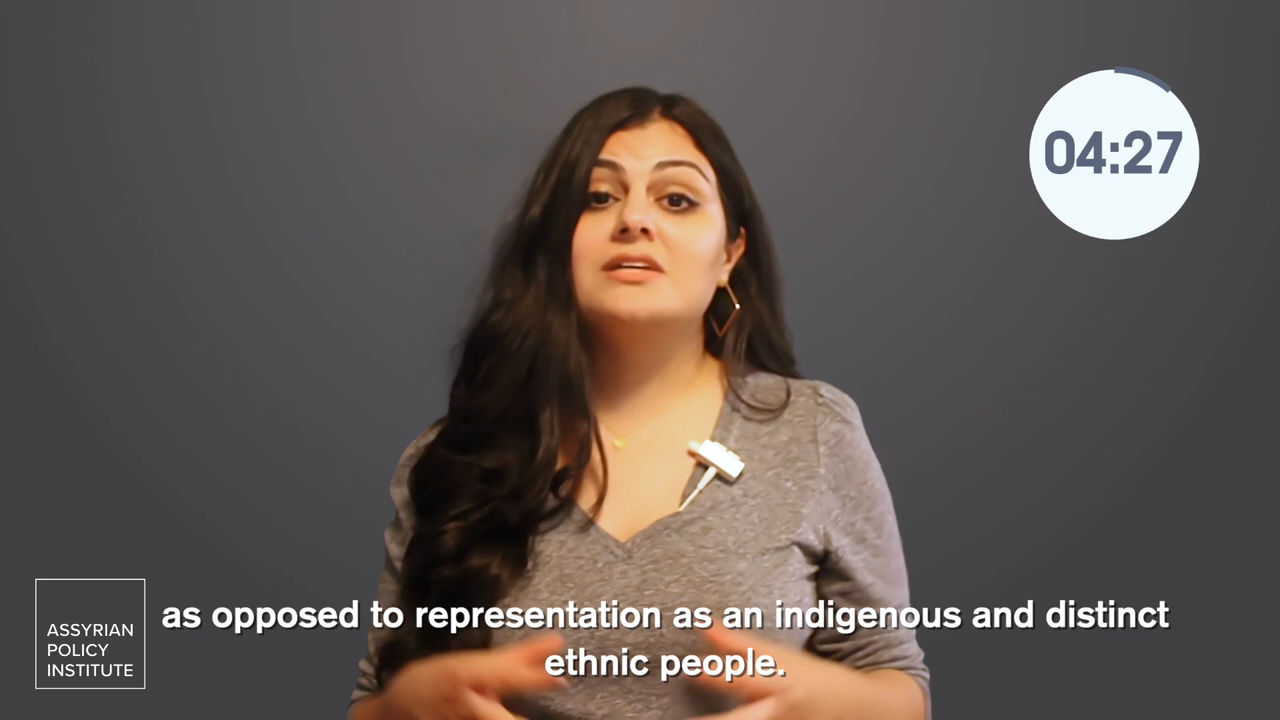 04:27
as opposed to representation as an indigenous and distinct
ethnic people.
ASSYRIAN
POLICY
INSTITUTE